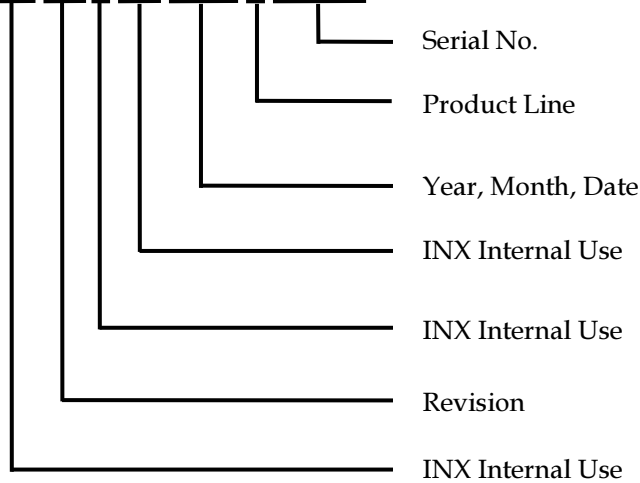 Serial No.
Product Line
Year, Month, Date
INX Internal Use
INX Internal Use
Revision
INX Internal Use